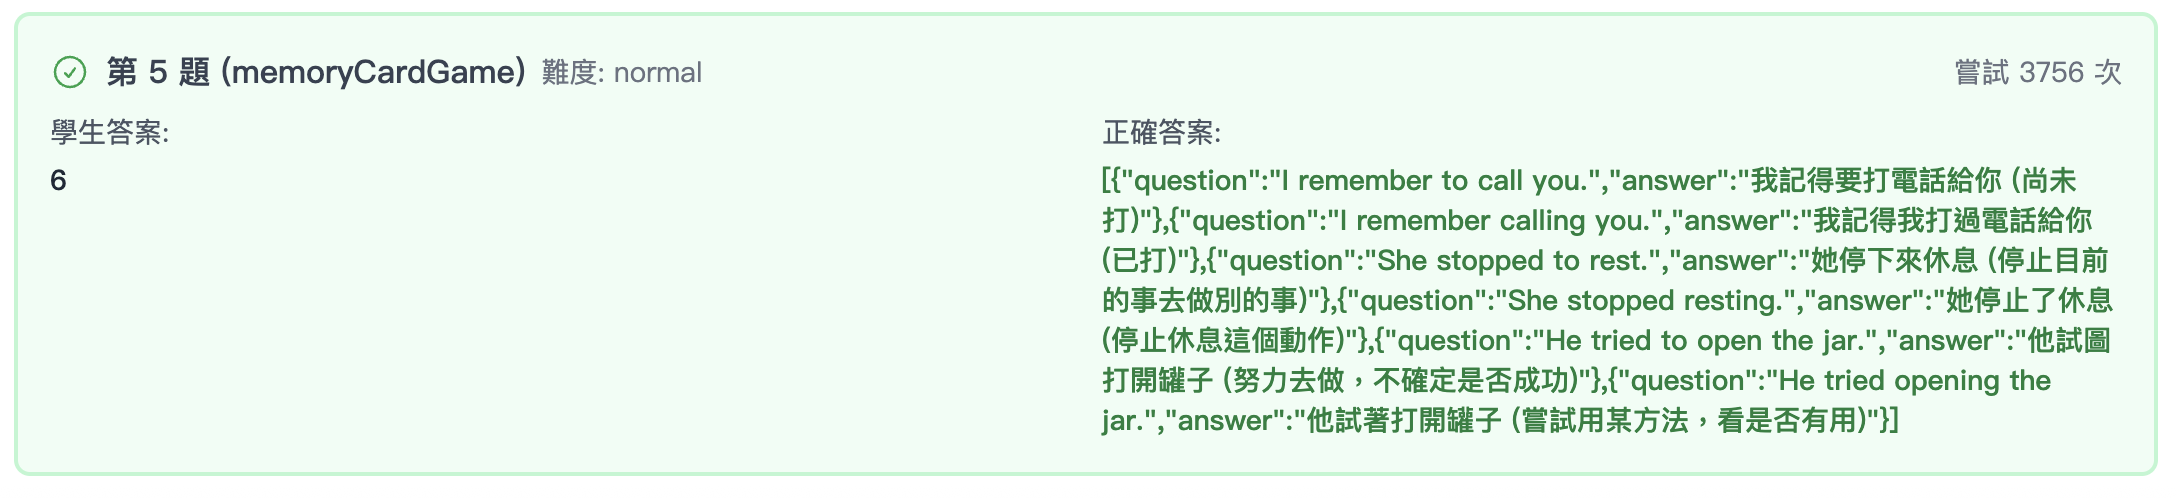 第 5 題 (memoryCardGame) 難度: normal
嘗試 3756 次
學生答案:
6
正確答案:
[{"question":"I remember to call you.","answer":"我記得要打電話給你 (尚未
打)"},{"question":"I remember calling you.","answer":"我記得我打過電話給你
(已打)"},{"question":"She stopped to rest.","answer":"她停下來休息 (停止目前
的事去做別的事)"},{"question":"She stopped resting.","answer":"她停止了休息
(停止休息這個動作)"},{"question":"He tried to open the jar.","answer":"他試圖
打開罐子 (努力去做，不確定是否成功)"},{"question":"He tried opening the
jar.","answer":"他試著打開罐子 (嘗試用某方法，看是否有用)"}]